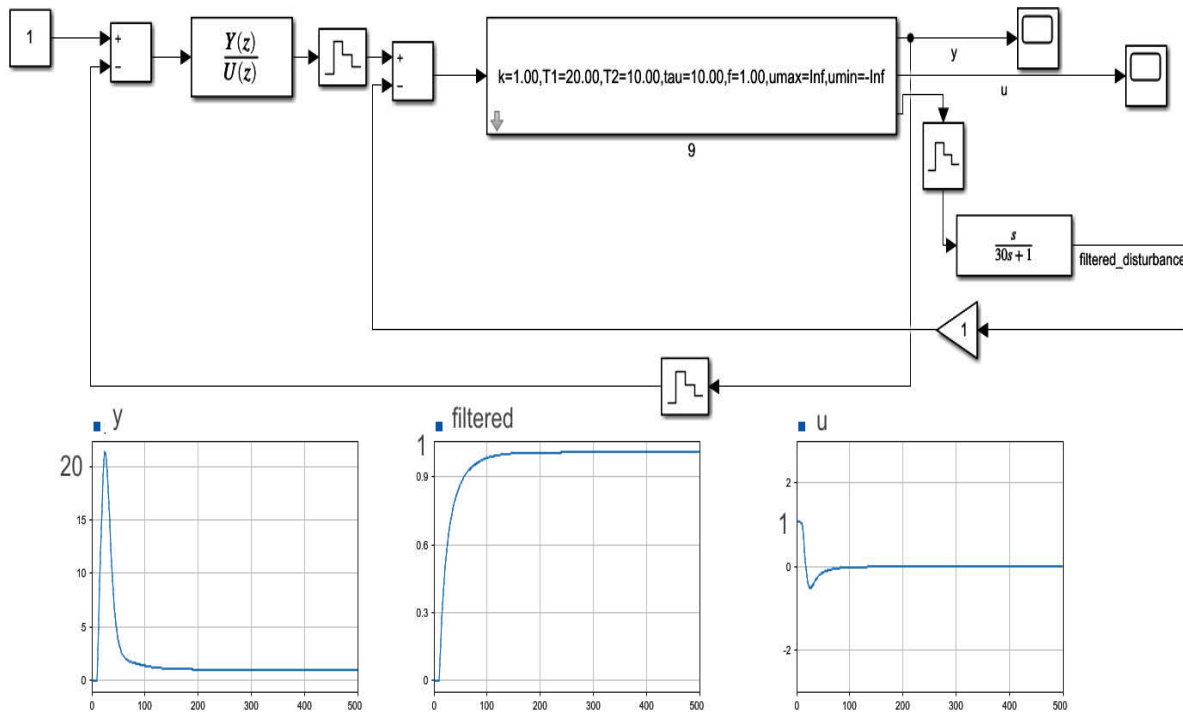 1
+
−
Y(z)
U(z)
+
−
k=1.00,T1=20.00,T2=10.00,tau=10.00,f=1.00,umax=Inf,umin=-Inf
9
y
u
s
30s+1
filtered_disturbance
1
y
20
15
10
5
0
0 100 200 300 400 500
filtered
1
0.9
0.6
0.3
0
0 100 200 300 400 500
u
2
1
0
-2
0 100 200 300 400 500